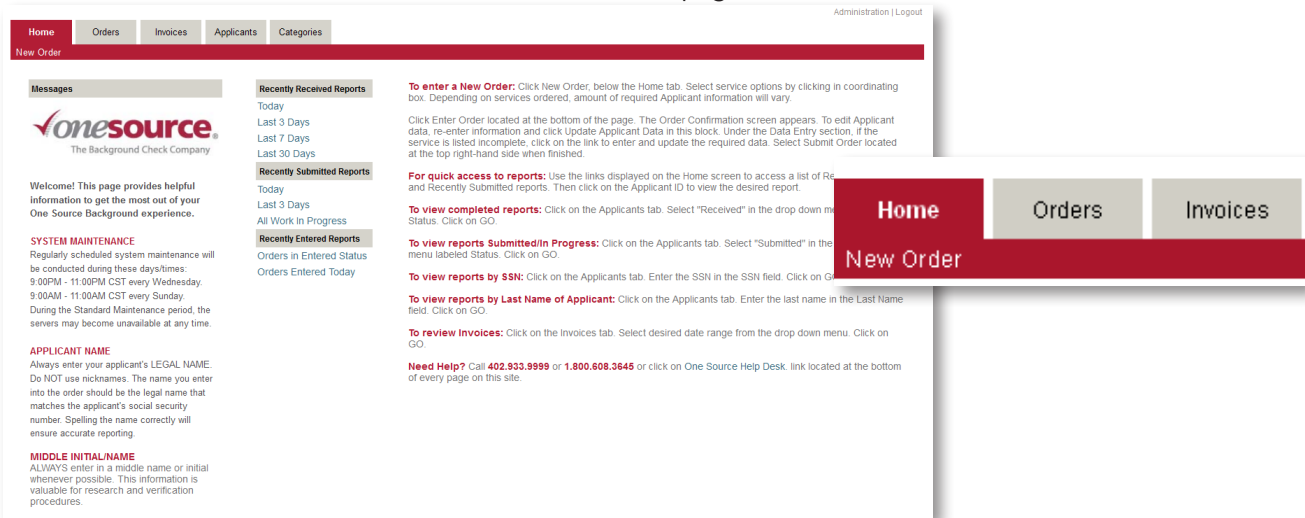 Administration | Logout
Home Orders Invoices Applicants Categories
New Order
Messages
onesource®
The Background Check Company
Welcome! This page provides helpful
information to get the most out of your
One Source Background experience.
SYSTEM MAINTENANCE
Regularly scheduled system maintenance will
be conducted during these days/times:
9:00PM - 11:00PM CST every Wednesday.
9:00AM - 11:00AM CST every Sunday.
During the Standard Maintenance period, the
servers may become unavailable at any time.
APPLICANT NAME
Always enter your applicant's LEGAL NAME.
Do NOT use nicknames. The name you enter
into the order should be the legal name that
matches the applicant's social security
number. Spelling the name correctly will
ensure accurate reporting.
MIDDLE INITIAL/NAME
ALWAYS enter in a middle name or initial
whenever possible. This information is
valuable for research and verification
procedures.
Recently Received Reports
Today
Last 3 Days
Last 7 Days
Last 30 Days
Recently Submitted Reports
Today
Last 3 Days
All Work In Progress
Recently Entered Reports
Orders in Entered Status
Orders Entered Today
To enter a New Order: Click New Order, below the Home tab. Select service options by clicking in coordinating
box. Depending on services ordered, amount of required Applicant information will vary.
Click Enter Order located at the bottom of the page. The Order Confirmation screen appears. To edit Applicant
data, re-enter information and click Update Applicant Data in this block. Under the Data Entry section, if the
service is listed incomplete, click on the link to enter and update the required data. Select Submit Order located
at the top right-hand side when finished.
For quick access to reports: Use the links displayed on the Home screen to access a list of
and Recently Submitted reports. Then click on the Applicant ID to view the desired report.
To view completed reports: Click on the Applicants tab. Select "Received" in the drop down
Status. Click on GO.
To view reports Submitted/In Progress: Click on the Applicants tab. Select "Submitted" in the
menu labeled Status. Click on GO.
To view reports by SSN: Click on the Applicants tab. Enter the SSN in the SSN field. Click on
To view reports by Last Name of Applicant: Click on the Applicants tab. Enter the last name in the Last Name
field. Click on GO.
To review Invoices: Click on the Invoices tab. Select desired date range from the drop down menu. Click on
GO.
Need Help? Call 402.933.9999 or 1.800.608.3645 or click on One Source Help Desk. link located at the bottom
of every page on this site.
Home Orders Invoices
New Order